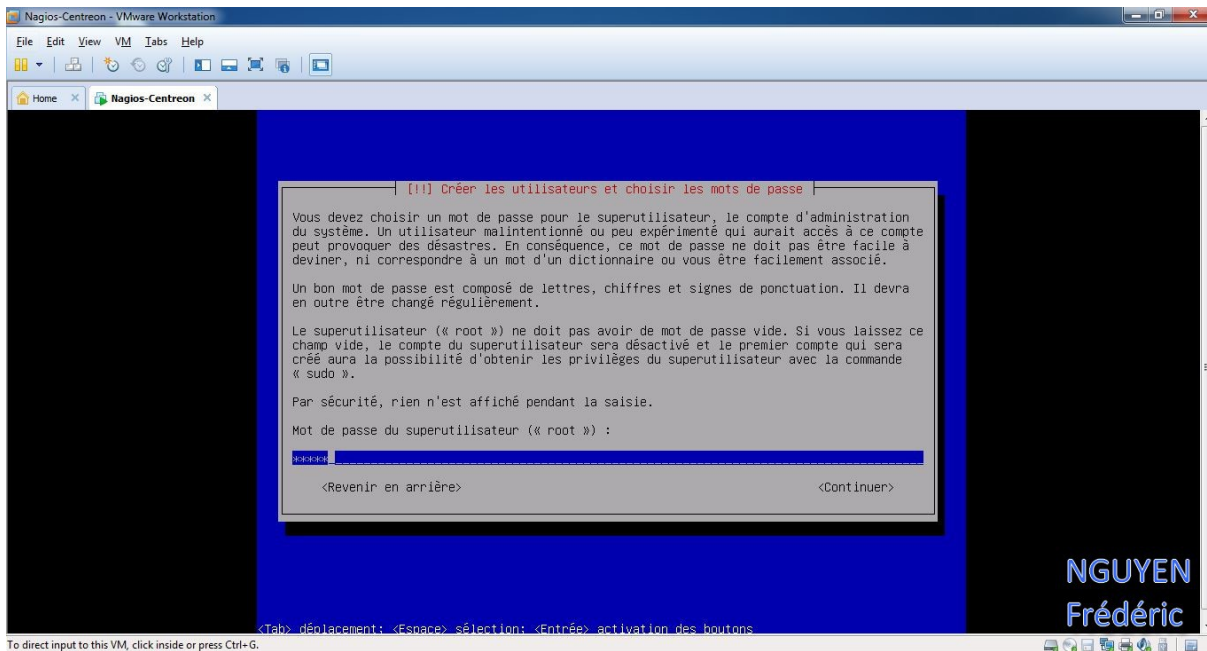 Nagios-Centreon - VMware Workstation
File Edit View VM Tabs Help
Home Nagios-Centreon
[!!] Créer les utilisateurs et choisir les mots de passe
Vous devez choisir un mot de passe pour le superutilisateur, le compte d'administration
du système. Un utilisateur malintentionné ou peu expérimenté qui aurait accès à ce compte
peut provoquer des désastres. En conséquence, ce mot de passe ne doit pas être facile à
deviner, ni correspondre à un mot d'un dictionnaire ou vous être facilement associé.
Un bon mot de passe est composé de lettres, chiffres et signes de ponctuation. Il devra
en outre être changé régulièrement.
Le superutilisateur (« root ») ne doit pas avoir de mot de passe vide. Si vous laissez ce
champ vide, le compte du superutilisateur sera désactivé et le premier compte qui sera
créé aura la possibilité d'obtenir les privilèges du superutilisateur avec la commande
« sudo ».
Par sécurité, rien n'est affiché pendant la saisie.
Mot de passe du superutilisateur (« root ») :
*****
<Revenir en arrière> <Continuer>
NGUYEN
Frédéric
<Tab> déplacement; <Espace> sélection; <Entrée> activation des boutons
To direct input to this VM, click inside or press Ctrl+G.